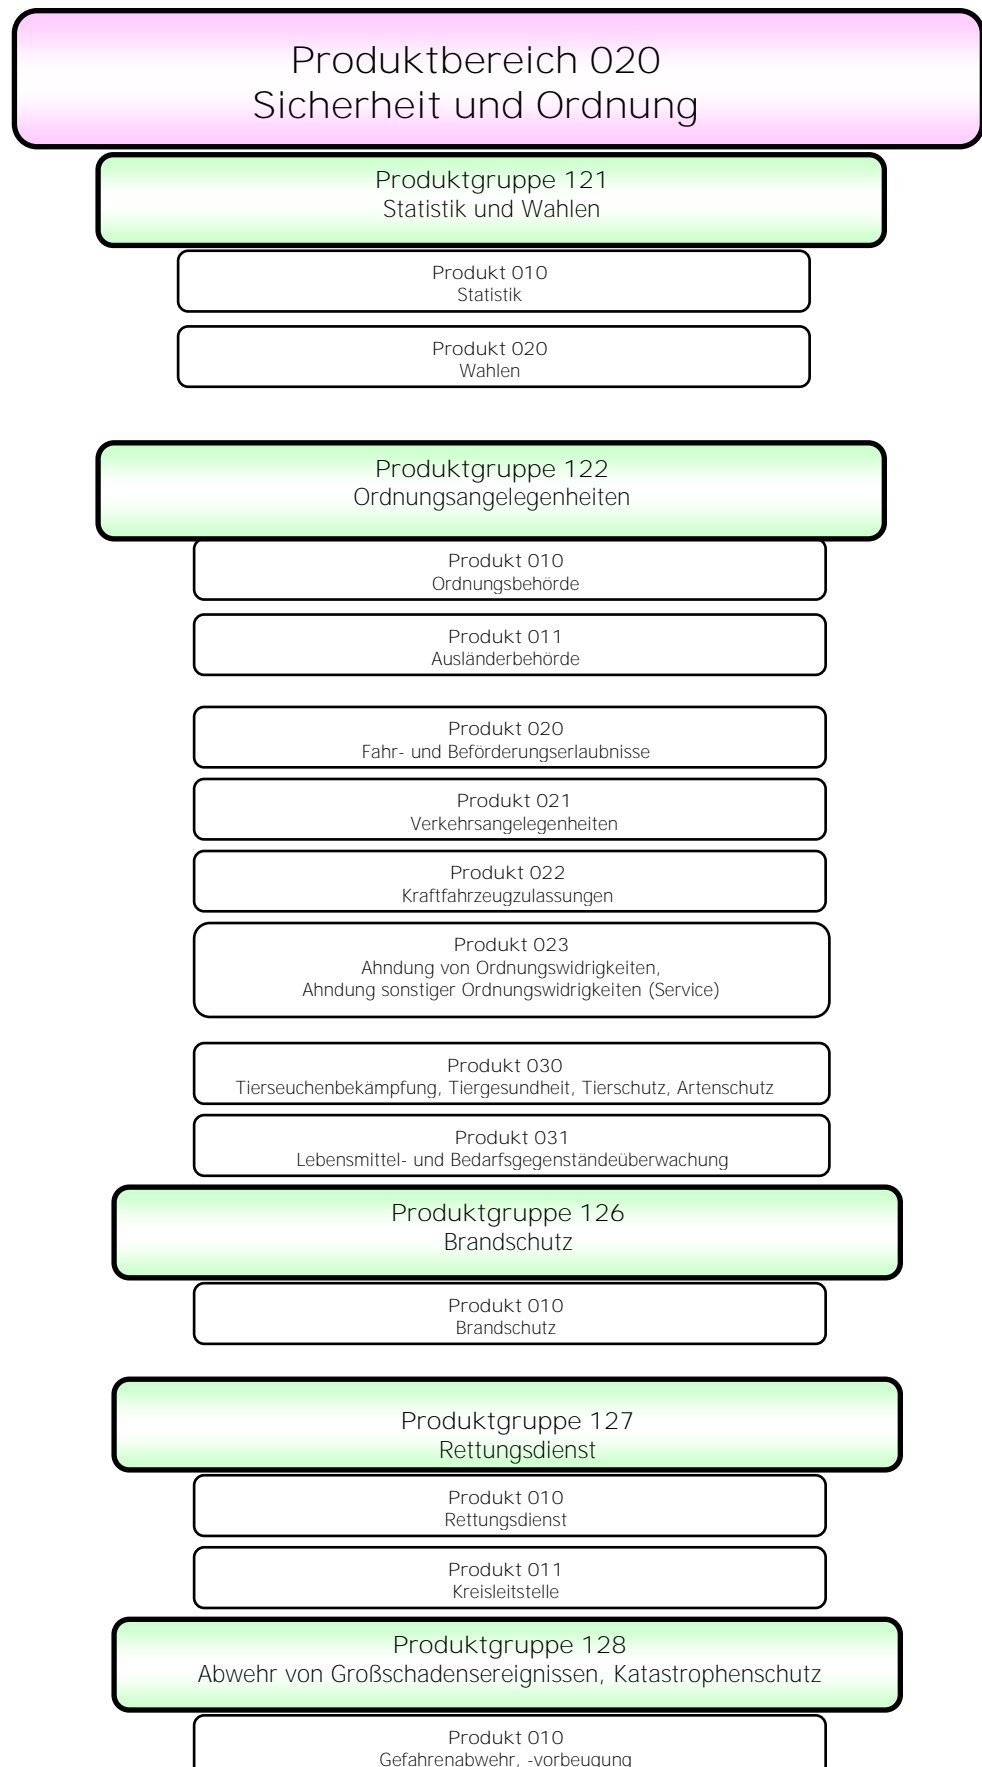 Produktbereich 020
Sicherheit und Ordnung
Produktgruppe 121
Statistik und Wahlen
Produkt 010
Statistik
Produkt 020
Wahlen
Produktgruppe 122
Ordnungsangelegenheiten
Produkt 010
Ordnungsbehörde
Produkt 011
Ausländerbehörde
Produkt 020
Fahr- und Beförderungserlaubnisse
Produkt 021
Verkehrsangelegenheiten
Produkt 022
Kraftfahrzeugzulassungen
Produkt 023
Ahndung von Ordnungswidrigkeiten,
Ahndung sonstiger Ordnungswidrigkeiten (Service)
Produkt 030
Tierseuchenbekämpfung, Tiergesundheit, Tierschutz, Artenschutz
Produkt 031
Lebensmittel- und Bedarfsgegenständeüberwachung
Produktgruppe 126
Brandschutz
Produkt 010
Brandschutz
Produktgruppe 127
Rettungsdienst
Produkt 010
Rettungsdienst
Produkt 011
Kreisleitstelle
Produktgruppe 128
Abwehr von Großschadensereignissen, Katastrophenschutz
Produkt 010
Gefahrenabwehr, -vorbeugung